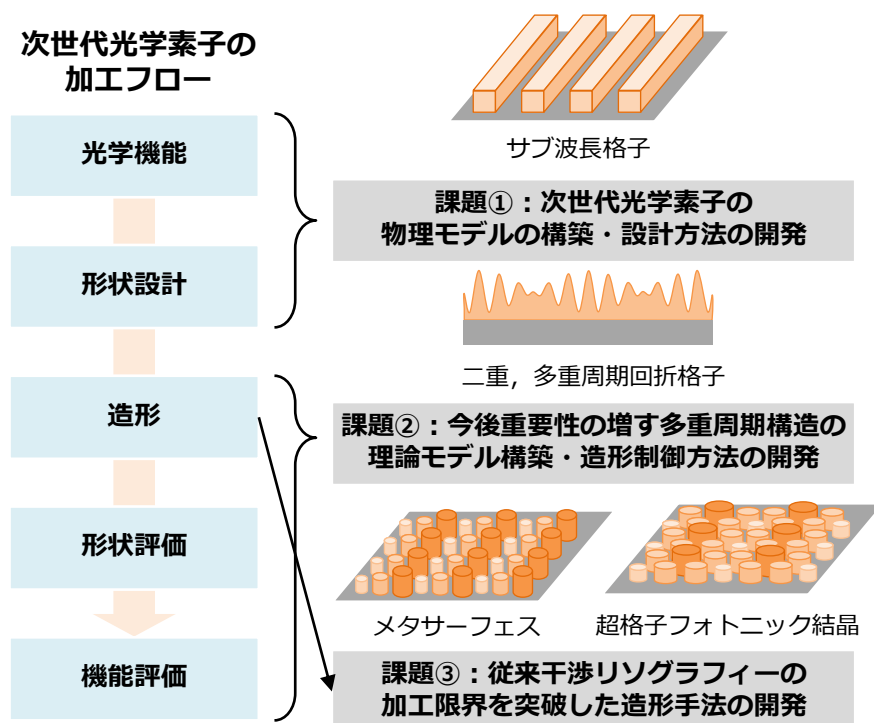 次世代光学素子の
加工フロー
光学機能
形状設計
造形
形状評価
機能評価
サブ波長格子
課題①：次世代光学素子の
物理モデルの構築・設計方法の開発
二重，多重周期回折格子
課題②：今後重要性の増す多重周期構造の
理論モデル構築・造形制御方法の開発
メタサーフェス
超格子フォトニック結晶
課題③：従来干渉リソグラフィーの
加工限界を突破した造形手法の開発